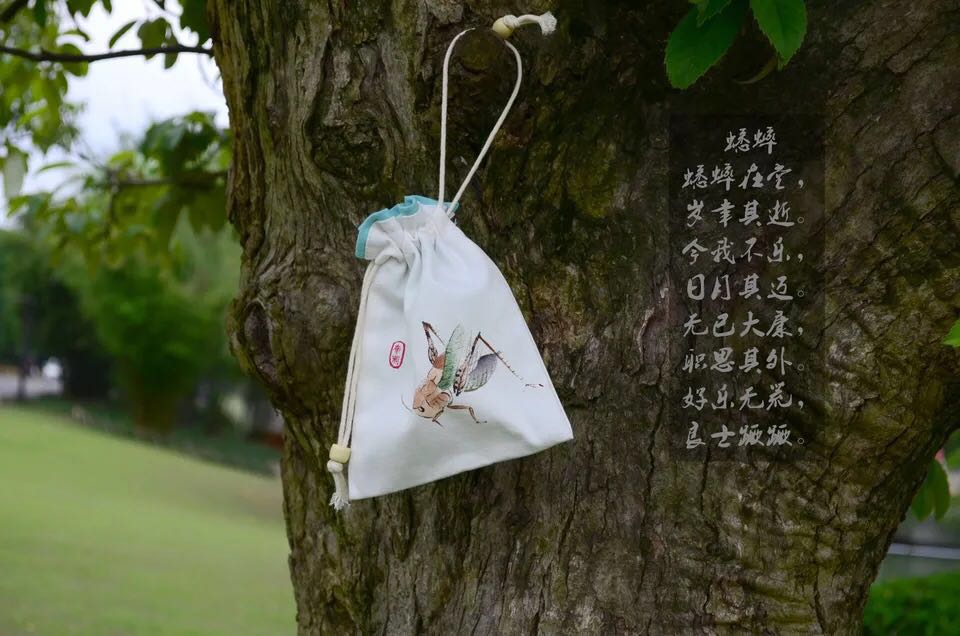 蟋蟀
蟋蟀在堂，
岁聿其逝。
今我不乐，
日月其迈。
无已大康，
职思其外。
好乐无荒，
良士蹶蹶。